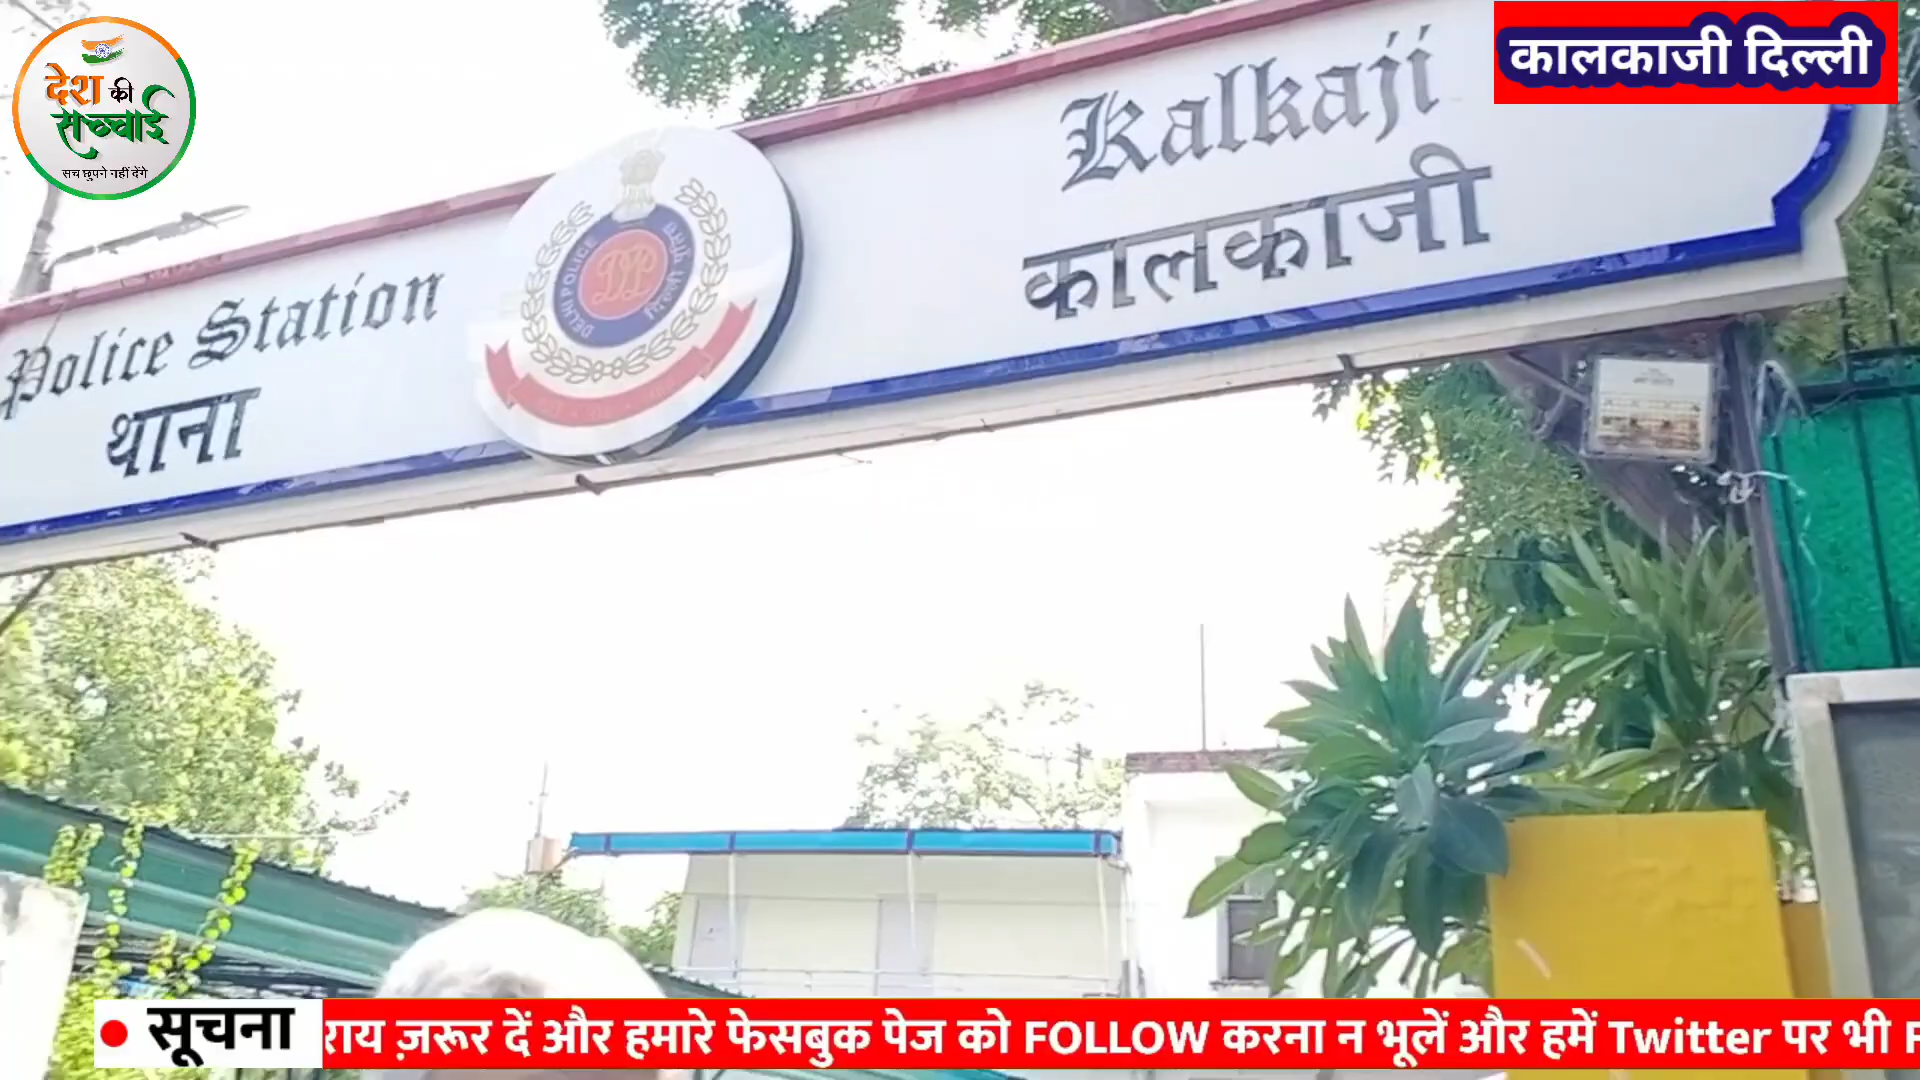 देश की
सच्चाई
सच छुपने नहीं देंगे
कालकाजी दिल्ली
Police Station
थाना
DELHI POLICE
दिल्ली पुलिस
DP
Kalkaji
कालकाजी
सूचना
राय ज़रूर दें और हमारे फेसबुक पेज को FOLLOW करना न भूलें और हमें Twitter पर भी F